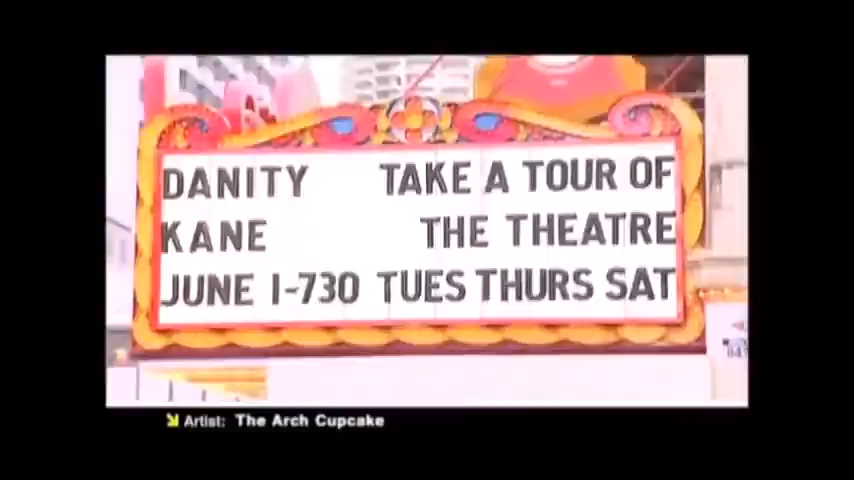 DANITY TAKE A TOUR OF
KANE THE THEATRE
JUNE 1-730 TUES THURS SAT
Artist: The Arch Cupcake